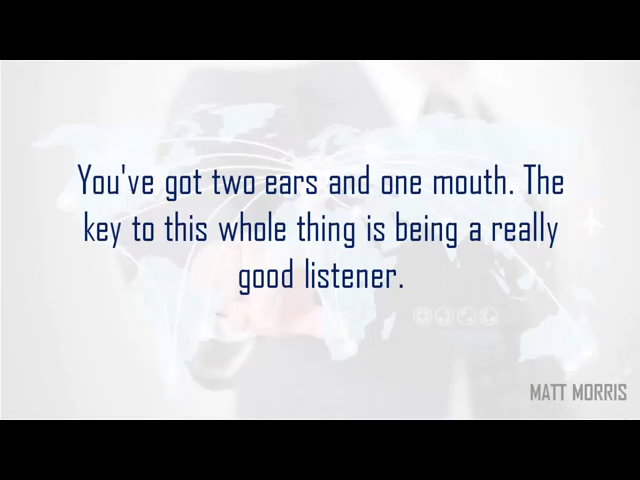 You've got two ears and one mouth. The
key to this whole thing is being a really
good listener.
MATT MORRIS